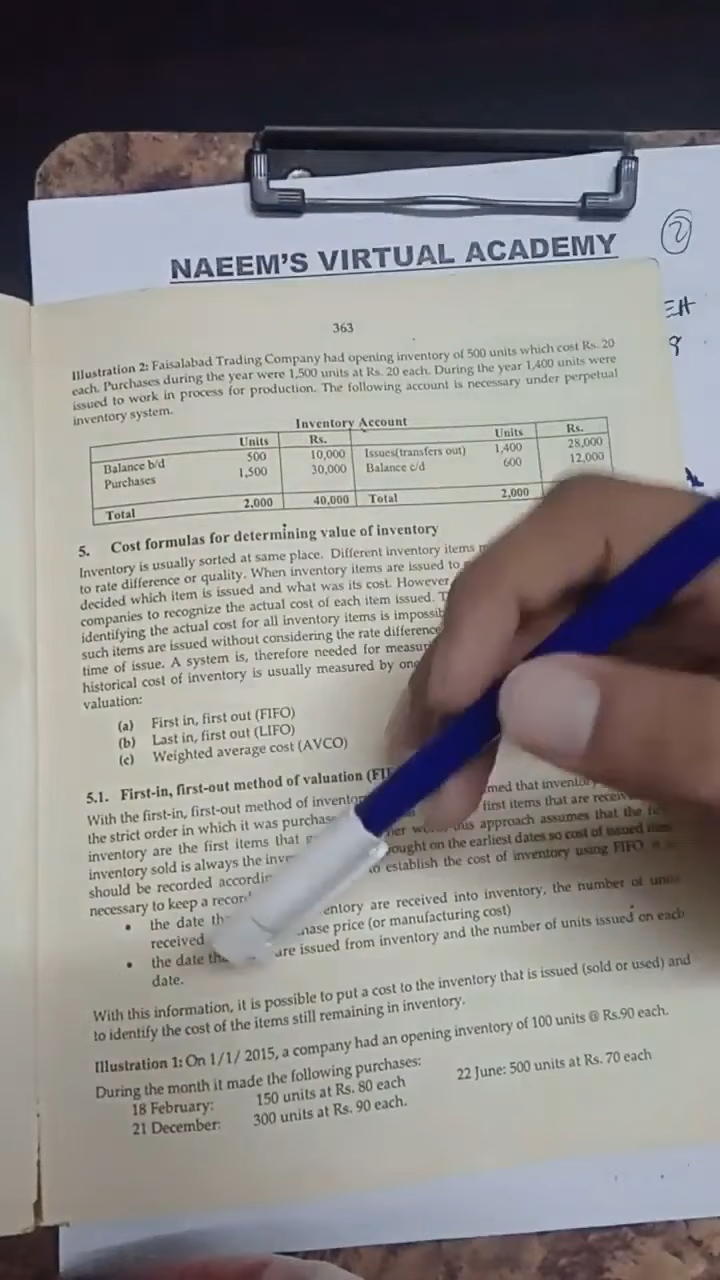 NAEEM'S VIRTUAL ACADEMY
2
EH
363
Illustration 2: Faisalabad Trading Company had opening inventory of 500 units which cost Rs. 20
each. Purchases during the year were 1,500 units at Rs. 20 each. During the year 1,400 units were
issued to work in process for production. The following account is necessary under perpetual
inventory system.
Inventory Account
Units Rs. Units Rs.
Balance b/d 500 10,000 Issues(transfers out) 1,400 28,000
Purchases 1,500 30,000 Balance c/d 600 12,000
Total 2,000 40,000 Total 2,000
5. Cost formulas for determining value of inventory
Inventory is usually sorted at same place. Different inventory items
to rate difference or quality. When inventory items are issued to
decided which item is issued and what was its cost. However
companies to recognize the actual cost of each item issued.
identifying the actual cost for all inventory items is
such items are issued without considering the rate difference
time of issue. A system is, therefore needed for
historical cost of inventory is usually measured by
valuation:
(a) First in, first out (FIFO)
(b) Last in, first out (LIFO)
(c) Weighted average cost (AVCO)
5.1. First-in, first-out method of valuation
With the first-in, first-out method of that
the strict order in which it was first items that are
inventory are the first items that this approach assumes that the
inventory sold is always the on the earliest dates so cost of issued
should be recorded to establish the cost of inventory using FIFO
necessary to keep a
• the date are received into inventory, the number of
received price (or manufacturing cost)
• the date are issued from inventory and the number of units issued on each
date.
With this information, it is possible to put a cost to the inventory that is issued (sold or used) and
to identify the cost of the items still remaining in inventory.
Illustration 1: On 1/1/ 2015, a company had an opening inventory of 100 units @ Rs.90 each.
During the month it made the following purchases:
18 February: 150 units at Rs. 80 each 22 June: 500 units at Rs. 70 each
21 December: 300 units at Rs. 90 each.